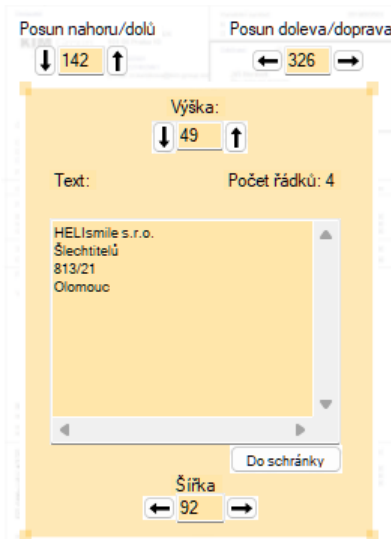 Posun nahoru/dolů
Posun doleva/doprava
142
326
Výška:
49
Text:
Počet řádků: 4
HELIsmile s.r.o.
Šlechtitelů
813/21
Olomouc
Do schránky
Šířka
92